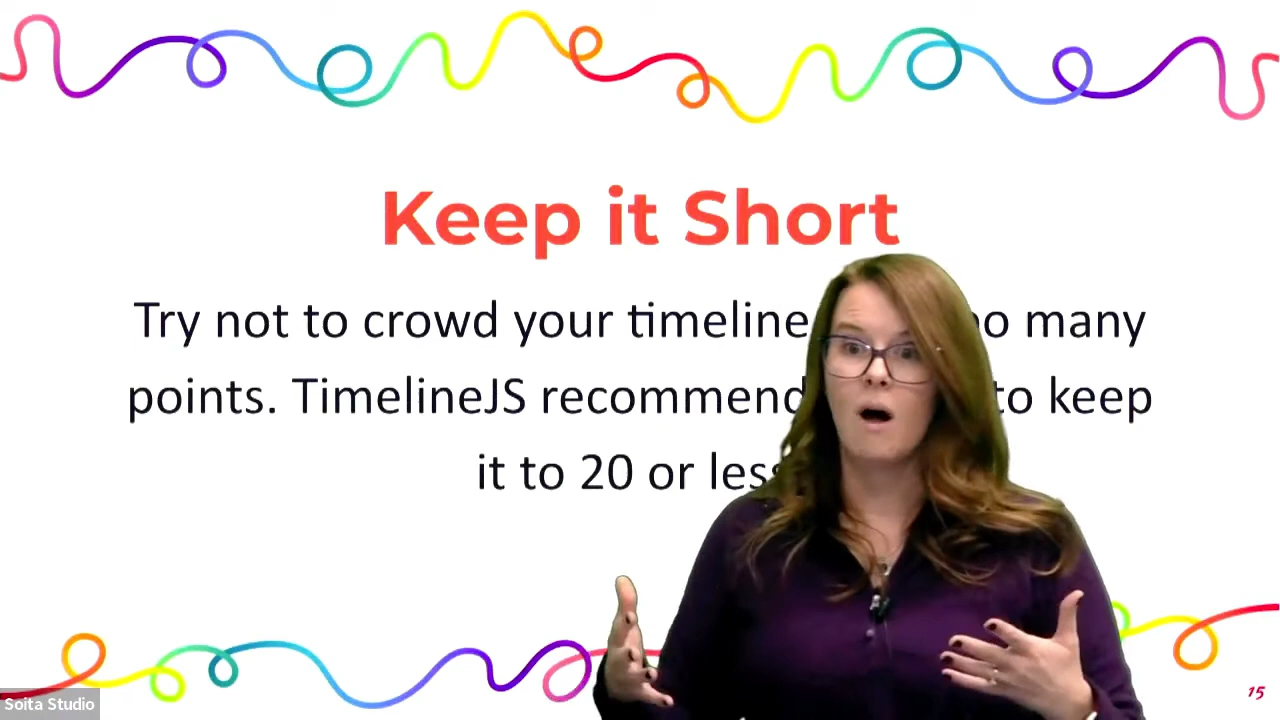 Keep it Short
Try not to crowd your timeline many
points. TimelineJS recommend to keep
it to 20 or less
Soita Studio
15